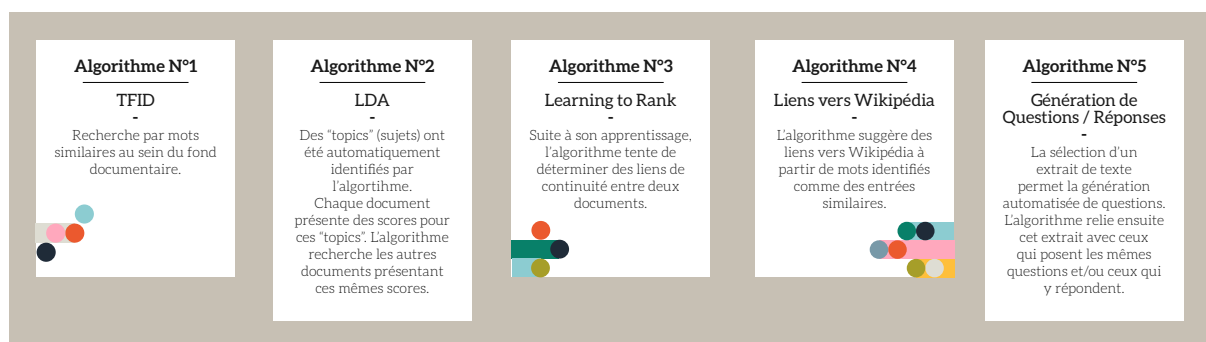 Algorithme N°1
TFID
-
Recherche par mots
similaires au sein du fond
documentaire.
Algorithme N°2
LDA
-
Des “topics” (sujets) ont
été automatiquement
identifiés par
l’algortihme.
Chaque document
présente des scores pour
ces “topics”. L’algorithme
recherche les autres
documents présentant
ces mêmes scores.
Algorithme N°3
Learning to Rank
-
Suite à son apprentissage,
l’algorithme tente de
déterminer des liens de
continuité entre deux
documents.
Algorithme N°4
Liens vers Wikipédia
-
L’algorithme suggère des
liens vers Wikipédia à
partir de mots identifiés
comme des entrées
similaires.
Algorithme N°5
Génération de
Questions / Réponses
-
La sélection d’un
extrait de texte
permet la génération
automatisée de questions.
L’algorithme relie ensuite
cet extrait avec ceux
qui posent les mêmes
questions et/ou ceux qui
y répondent.